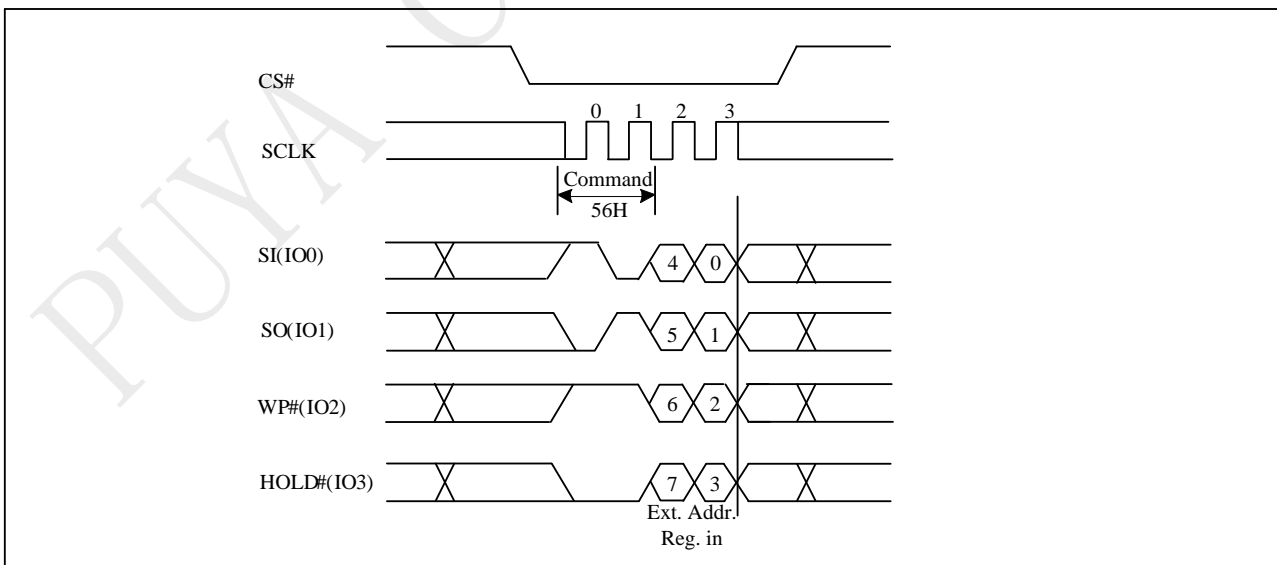 PUYA
CS#
0 1 2 3
SCLK
Command
56H
SI(IO0)
4 0
SO(IO1)
5 1
WP#(IO2)
6 2
HOLD#(IO3)
7 3
Ext. Addr.
Reg. in